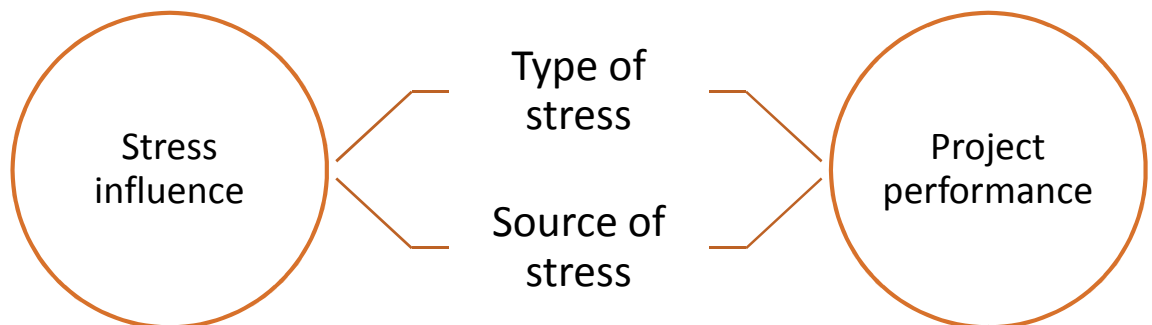 Stress
influence
Type of
stress
Source of
stress
Project
performance